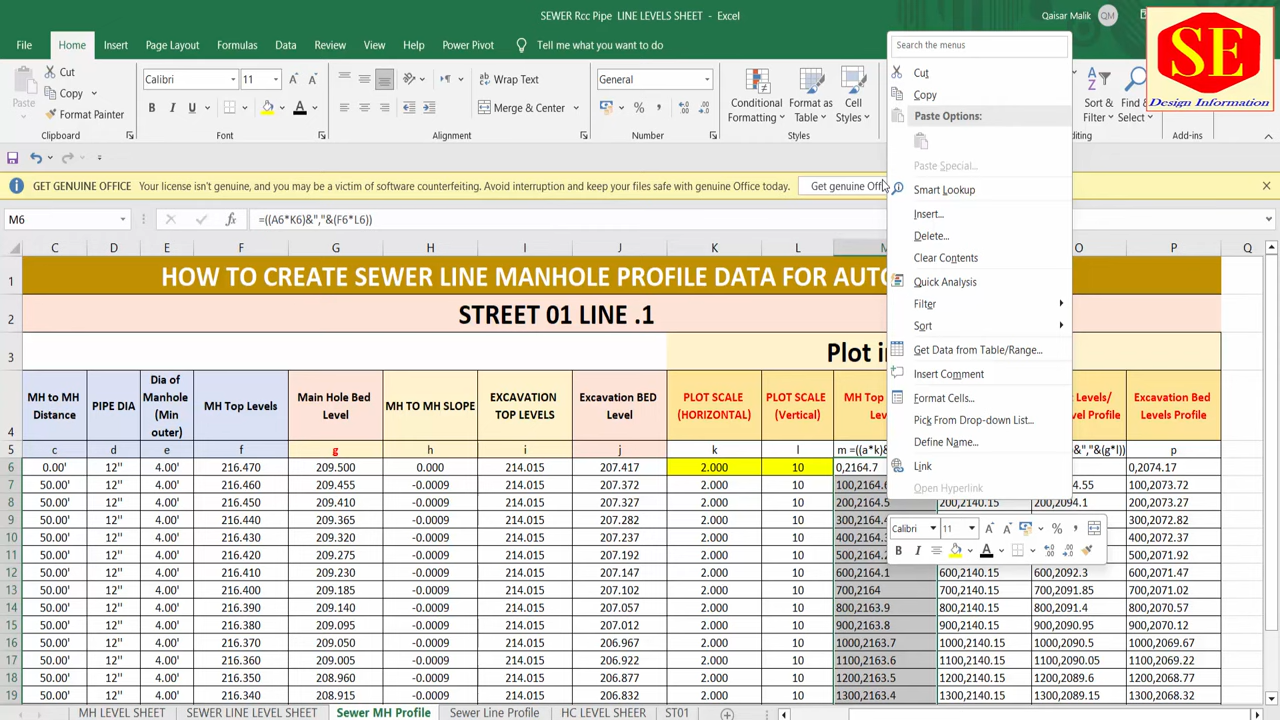 SEWER Rcc Pipe LINE LEVELS SHEET - Excel
Qaisar Malik QM
SE
Design Information
File Home Insert Page Layout Formulas Data Review View Help Power Pivot Tell me what you want to do
Cut
Copy
Format Painter
Paste
Clipboard
Calibri 11
B I U
Font
Wrap Text
Merge & Center
Alignment
General
%
Number
Conditional Formatting
Format as Table
Cell Styles
Styles
Sort & Filter
Find & Select
Add-ins
GET GENUINE OFFICE Your license isn't genuine, and you may be a victim of software counterfeiting. Avoid interruption and keep your files safe with genuine Office today. Get genuine Off
M6 fx =((A6*K6)&","&(F6*L6))
C D E F G H I J K L M O P Q
1 HOW TO CREATE SEWER LINE MANHOLE PROFILE DATA FOR AUTO
2 STREET 01 LINE .1
3 Plot i
4 MH to MH Distance PIPE DIA Dia of Manhole (Min outer) MH Top Levels Main Hole Bed Level MH TO MH SLOPE EXCAVATION TOP LEVELS Excavation BED Level PLOT SCALE (HORIZONTAL) PLOT SCALE (Vertical) MH Top Lev Levels/ el Profile Excavation Bed Levels Profile
5 c d e f g h i j k l m =((a*k)& &","&(g*l)) p
6 0.00' 12" 4.00' 216.470 209.500 0.000 214.015 207.417 2.000 10 0,2164.7 0,2074.17
7 50.00' 12" 4.00' 216.460 209.455 -0.0009 214.015 207.372 2.000 10 100,2164.6 100,2073.72
8 50.00' 12" 4.00' 216.450 209.410 -0.0009 214.015 207.327 2.000 10 200,2164.5 200,2094.1 200,2073.27
9 50.00' 12" 4.00' 216.440 209.365 -0.0009 214.015 207.282 2.000 10 300,2164.4 300,2072.82
10 50.00' 12" 4.00' 216.430 209.320 -0.0009 214.015 207.237 2.000 10 400,2164.3 400,2072.37
11 50.00' 12" 4.00' 216.420 209.275 -0.0009 214.015 207.192 2.000 10 500,2164.2 500,2071.92
12 50.00' 12" 4.00' 216.410 209.230 -0.0009 214.015 207.147 2.000 10 600,2164.1 600,2140.15 600,2092.3 600,2071.47
13 50.00' 12" 4.00' 216.400 209.185 -0.0009 214.015 207.102 2.000 10 700,2164 700,2140.15 700,2091.85 700,2071.02
14 50.00' 12" 4.00' 216.390 209.140 -0.0009 214.015 207.057 2.000 10 800,2163.9 800,2140.15 800,2091.4 800,2070.57
15 50.00' 12" 4.00' 216.380 209.095 -0.0009 214.015 207.012 2.000 10 900,2163.8 900,2140.15 900,2090.95 900,2070.12
16 50.00' 12" 4.00' 216.370 209.050 -0.0009 214.015 206.967 2.000 10 1000,2163.7 1000,2140.15 1000,2090.5 1000,2069.67
17 50.00' 12" 4.00' 216.360 209.005 -0.0009 214.015 206.922 2.000 10 1100,2163.6 1100,2140.15 1100,2090.05 1100,2069.22
18 50.00' 12" 4.00' 216.350 208.960 -0.0009 214.015 206.877 2.000 10 1200,2163.5 1200,2140.15 1200,2089.6 1200,2068.77
19 50.00' 12" 4.00' 216.340 208.915 -0.0009 214.015 206.832 2.000 10 1300,2163.4 1300,2140.15 1300,2089.15 1300,2068.32
Search the menus
Cut
Copy
Paste Options:
Paste Special...
Smart Lookup
Insert...
Delete...
Clear Contents
Quick Analysis
Filter
Sort
Get Data from Table/Range...
Insert Comment
Format Cells...
Pick From Drop-down List...
Define Name...
Link
Open Hyperlink
Calibri 11 %
B I A
MH LEVEL SHEET SEWER LINE LEVEL SHEET Sewer MH Profile Sewer Line Profile HC LEVEL SHEER ST01